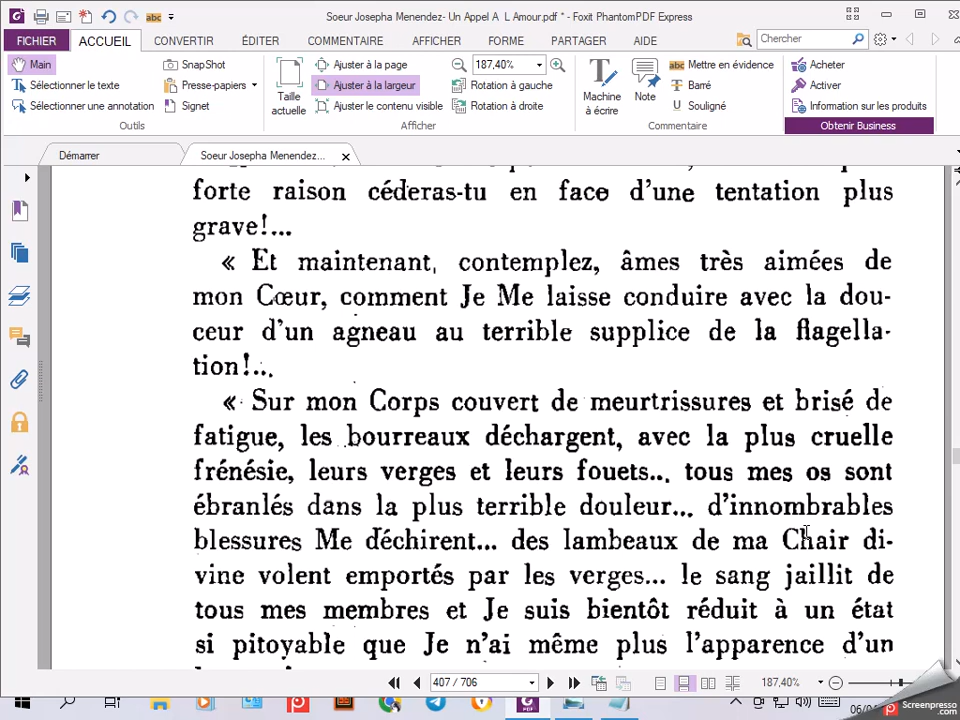 Soeur Josepha Menendez- Un Appel A L Amour.pdf * - Foxit PhantomPDF Express
FICHIER ACCUEIL CONVERTIR ÉDITER COMMENTAIRE AFFICHER FORME PARTAGER AIDE Chercher
Main SnapShot Ajuster à la page 187,40% abc Mettre en évidence Acheter
Sélectionner le texte Presse-papiers Ajuster à la largeur Rotation à gauche Barré Activer
Sélectionner une annotation Signet Taille actuelle Ajuster le contenu visible Rotation à droite Machine à écrire Note Souligné Information sur les produits
Outils Afficher Commentaire Obtenir Business
Démarrer Soeur Josepha Menendez...
forte raison céderas-tu en face d'une tentation plus
grave!...
« Et maintenant, contemplez, âmes très aimées de
mon Cœur, comment Je Me laisse conduire avec la dou-
ceur d'un agneau au terrible supplice de la flagella-
tion!...
« Sur mon Corps couvert de meurtrissures et brisé de
fatigue, les bourreaux déchargent, avec la plus cruelle
frénésie, leurs verges et leurs fouets... tous mes os sont
ébranlés dans la plus terrible douleur... d'innombrables
blessures Me déchirent... des lambeaux de ma Chair di-
vine volent emportés par les verges... le sang jaillit de
tous mes membres et Je suis bientôt réduit à un état
si pitoyable que Je n'ai même plus l'apparence d'un
407 / 706 187,40%
Screenpresso
.com